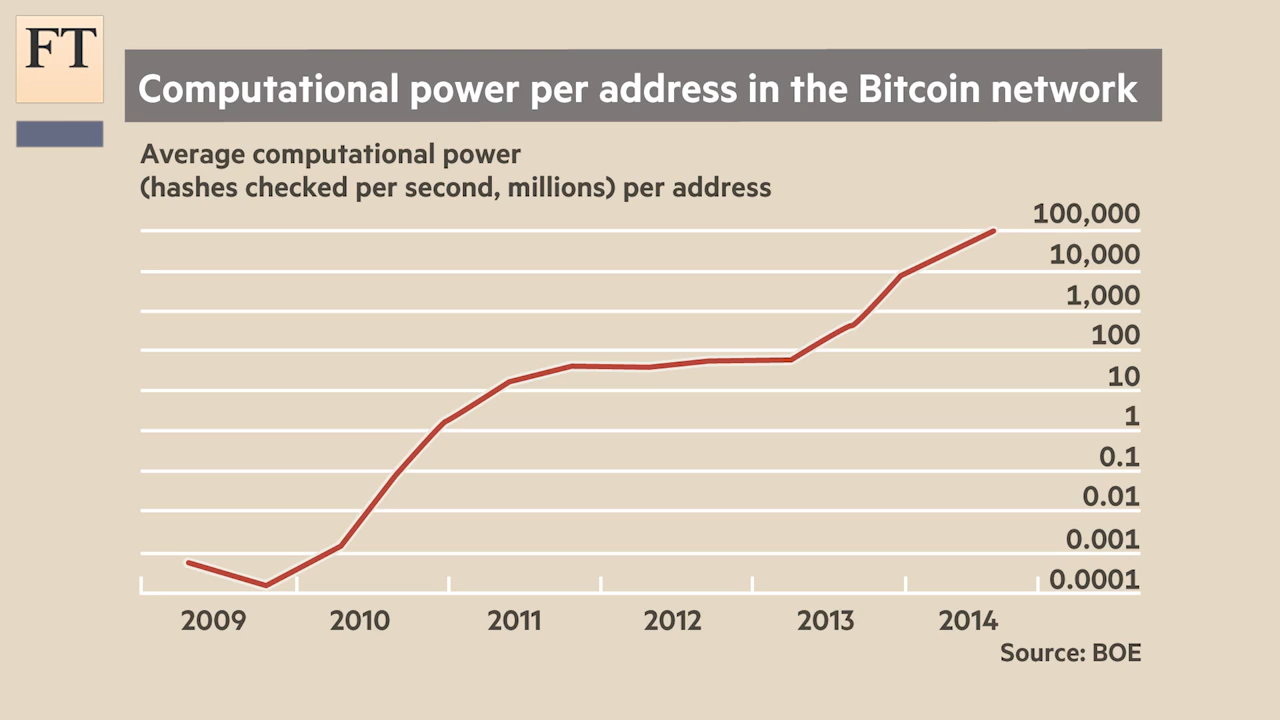 FT
Computational power per address in the Bitcoin network
Average computational power
(hashes checked per second, millions) per address
100,000
10,000
1,000
100
10
1
0.1
0.01
0.001
0.0001
2009 2010 2011 2012 2013 2014
Source: BOE